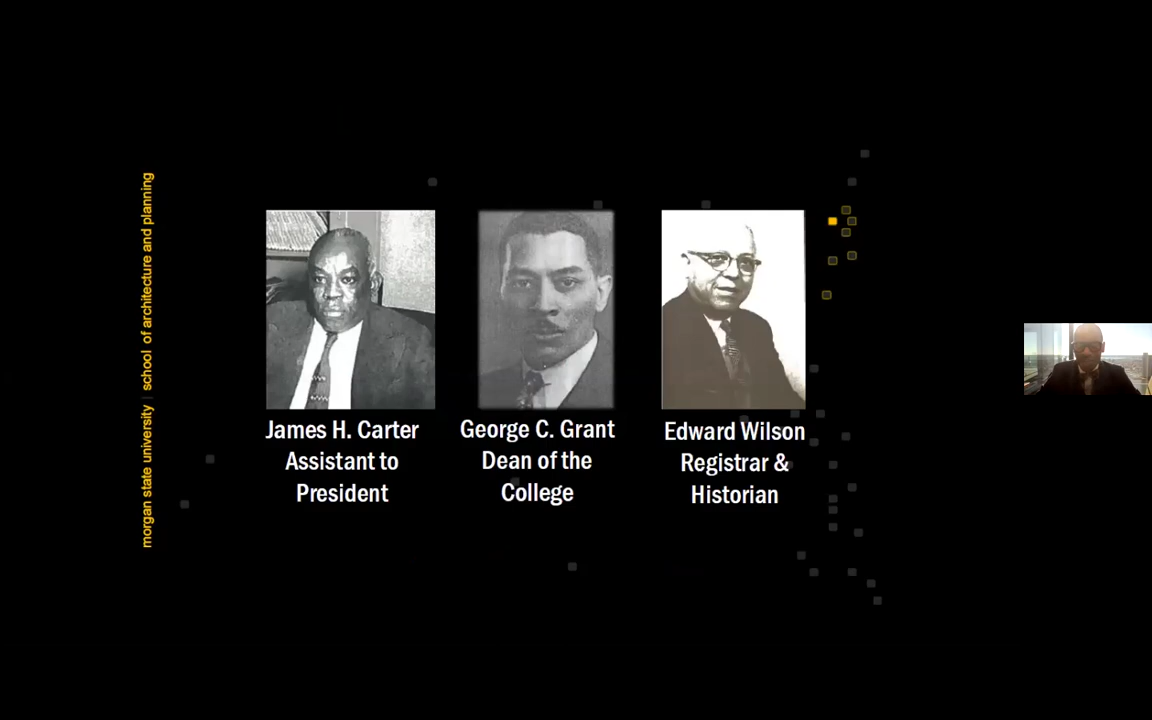 morgan state university | school of architecture and planning
James H. Carter
Assistant to
President
George C. Grant
Dean of the
College
Edward Wilson
Registrar &
Historian